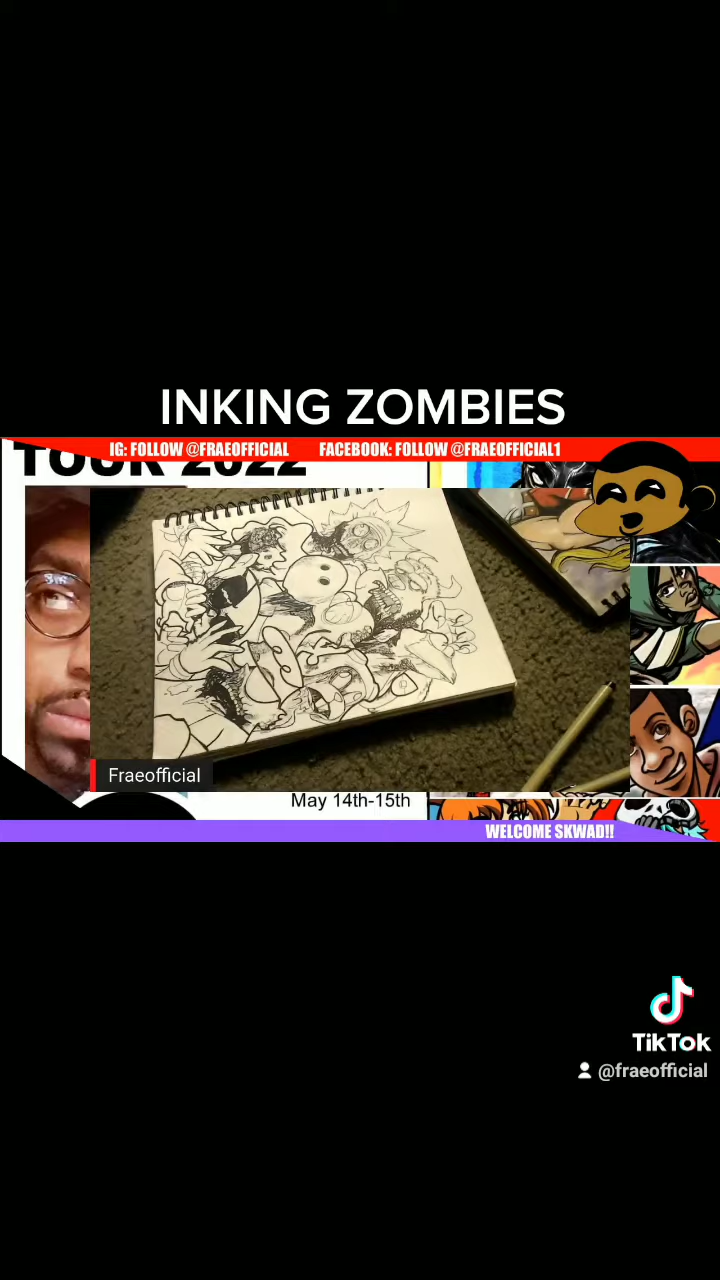 INKING ZOMBIES
IG: FOLLOW @FRAEOFFICIAL FACEBOOK: FOLLOW @FRAEOFFICIAL1
TOUR 2022
Fraeofficial
May 14th-15th
WELCOME SKWAD!!
TikTok
@fraeofficial